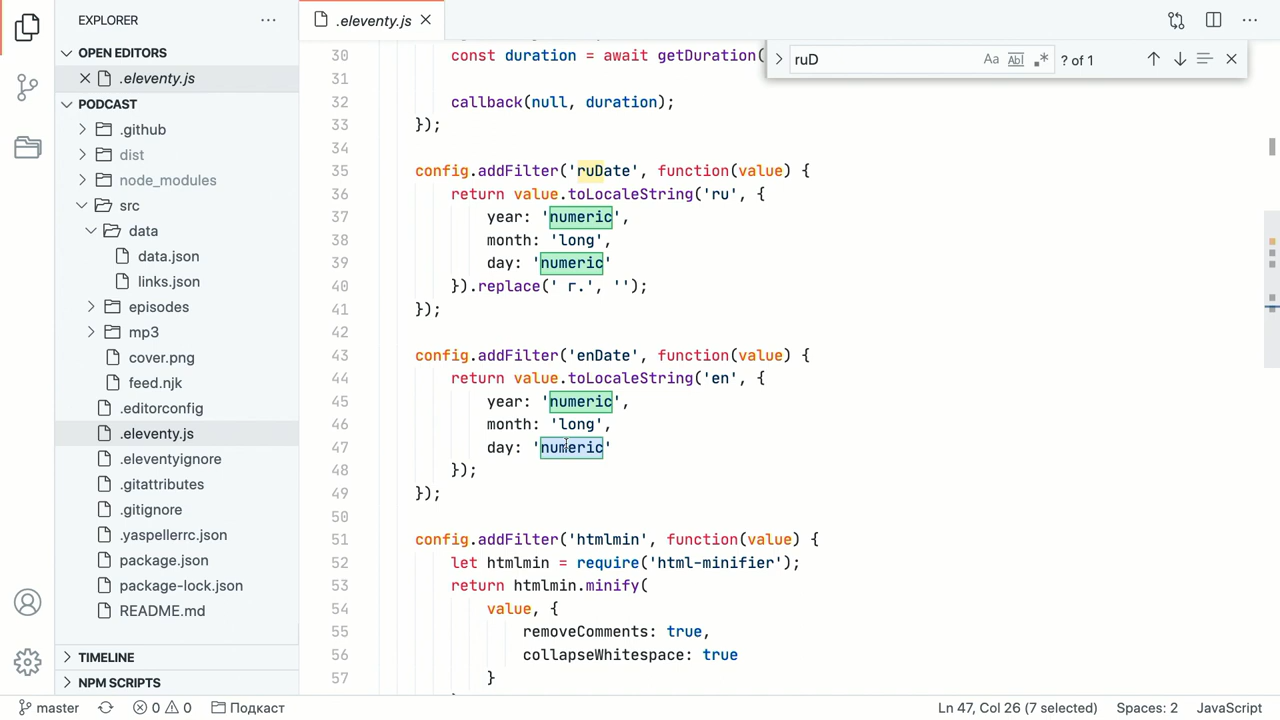 EXPLORER
OPEN EDITORS
.eleventy.js
PODCAST
.github
dist
node_modules
src
data
data.json
links.json
episodes
mp3
cover.png
feed.njk
.editorconfig
.eleventy.js
.eleventyignore
.gitattributes
.gitignore
.yaspellerrc.json
package.json
package-lock.json
README.md
TIMELINE
NPM SCRIPTS
.eleventy.js
ruD Aa Abl .* ? of 1
30 const duration = await getDuration(
31
32 callback(null, duration);
33 });
34
35 config.addFilter('ruDate', function(value) {
36 return value.toLocaleString('ru', {
37 year: 'numeric',
38 month: 'long',
39 day: 'numeric'
40 }).replace(' г.', '');
41 });
42
43 config.addFilter('enDate', function(value) {
44 return value.toLocaleString('en', {
45 year: 'numeric',
46 month: 'long',
47 day: 'numeric'
48 });
49 });
50
51 config.addFilter('htmlmin', function(value) {
52 let htmlmin = require('html-minifier');
53 return htmlmin.minify(
54 value, {
55 removeComments: true,
56 collapseWhitespace: true
57 }
master 0 0 Подкаст Ln 47, Col 26 (7 selected) Spaces: 2 JavaScript